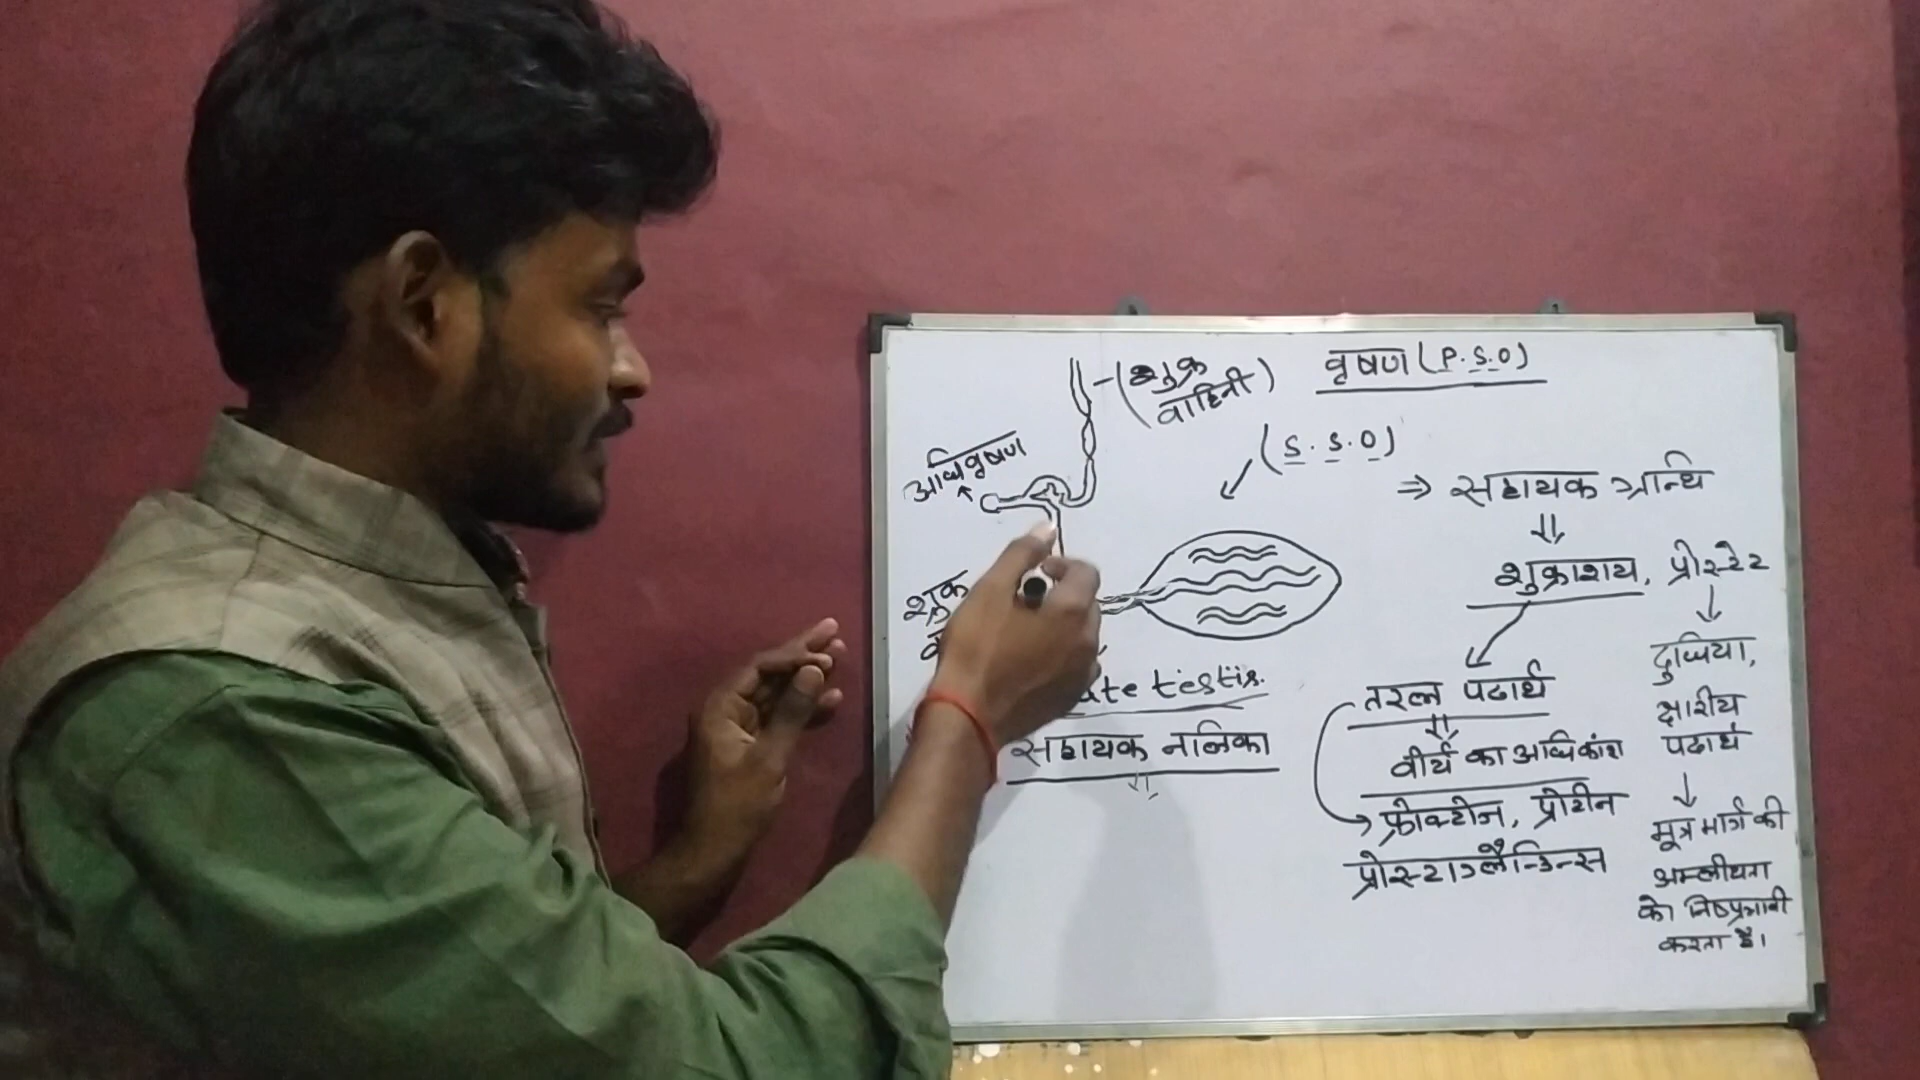 वृषण (P.S.O)
(शुक्र
वाहिनी)
(S.S.O)
अधिवृषण
शुक्र
te testis.
सहायक नलिका
⇒ सहायक ग्रन्थि
शुक्राशय, प्रोस्टेट
तरल पदार्थ
वीर्य का अधिकांश
फ्रोक्टोज, प्रोटीन
प्रोस्टाग्लैन्डिन्स
दुधिया,
क्षारीय
पदार्थ
मूत्र मार्ग की
अम्लीयता
को निष्प्रभावी
करता है।